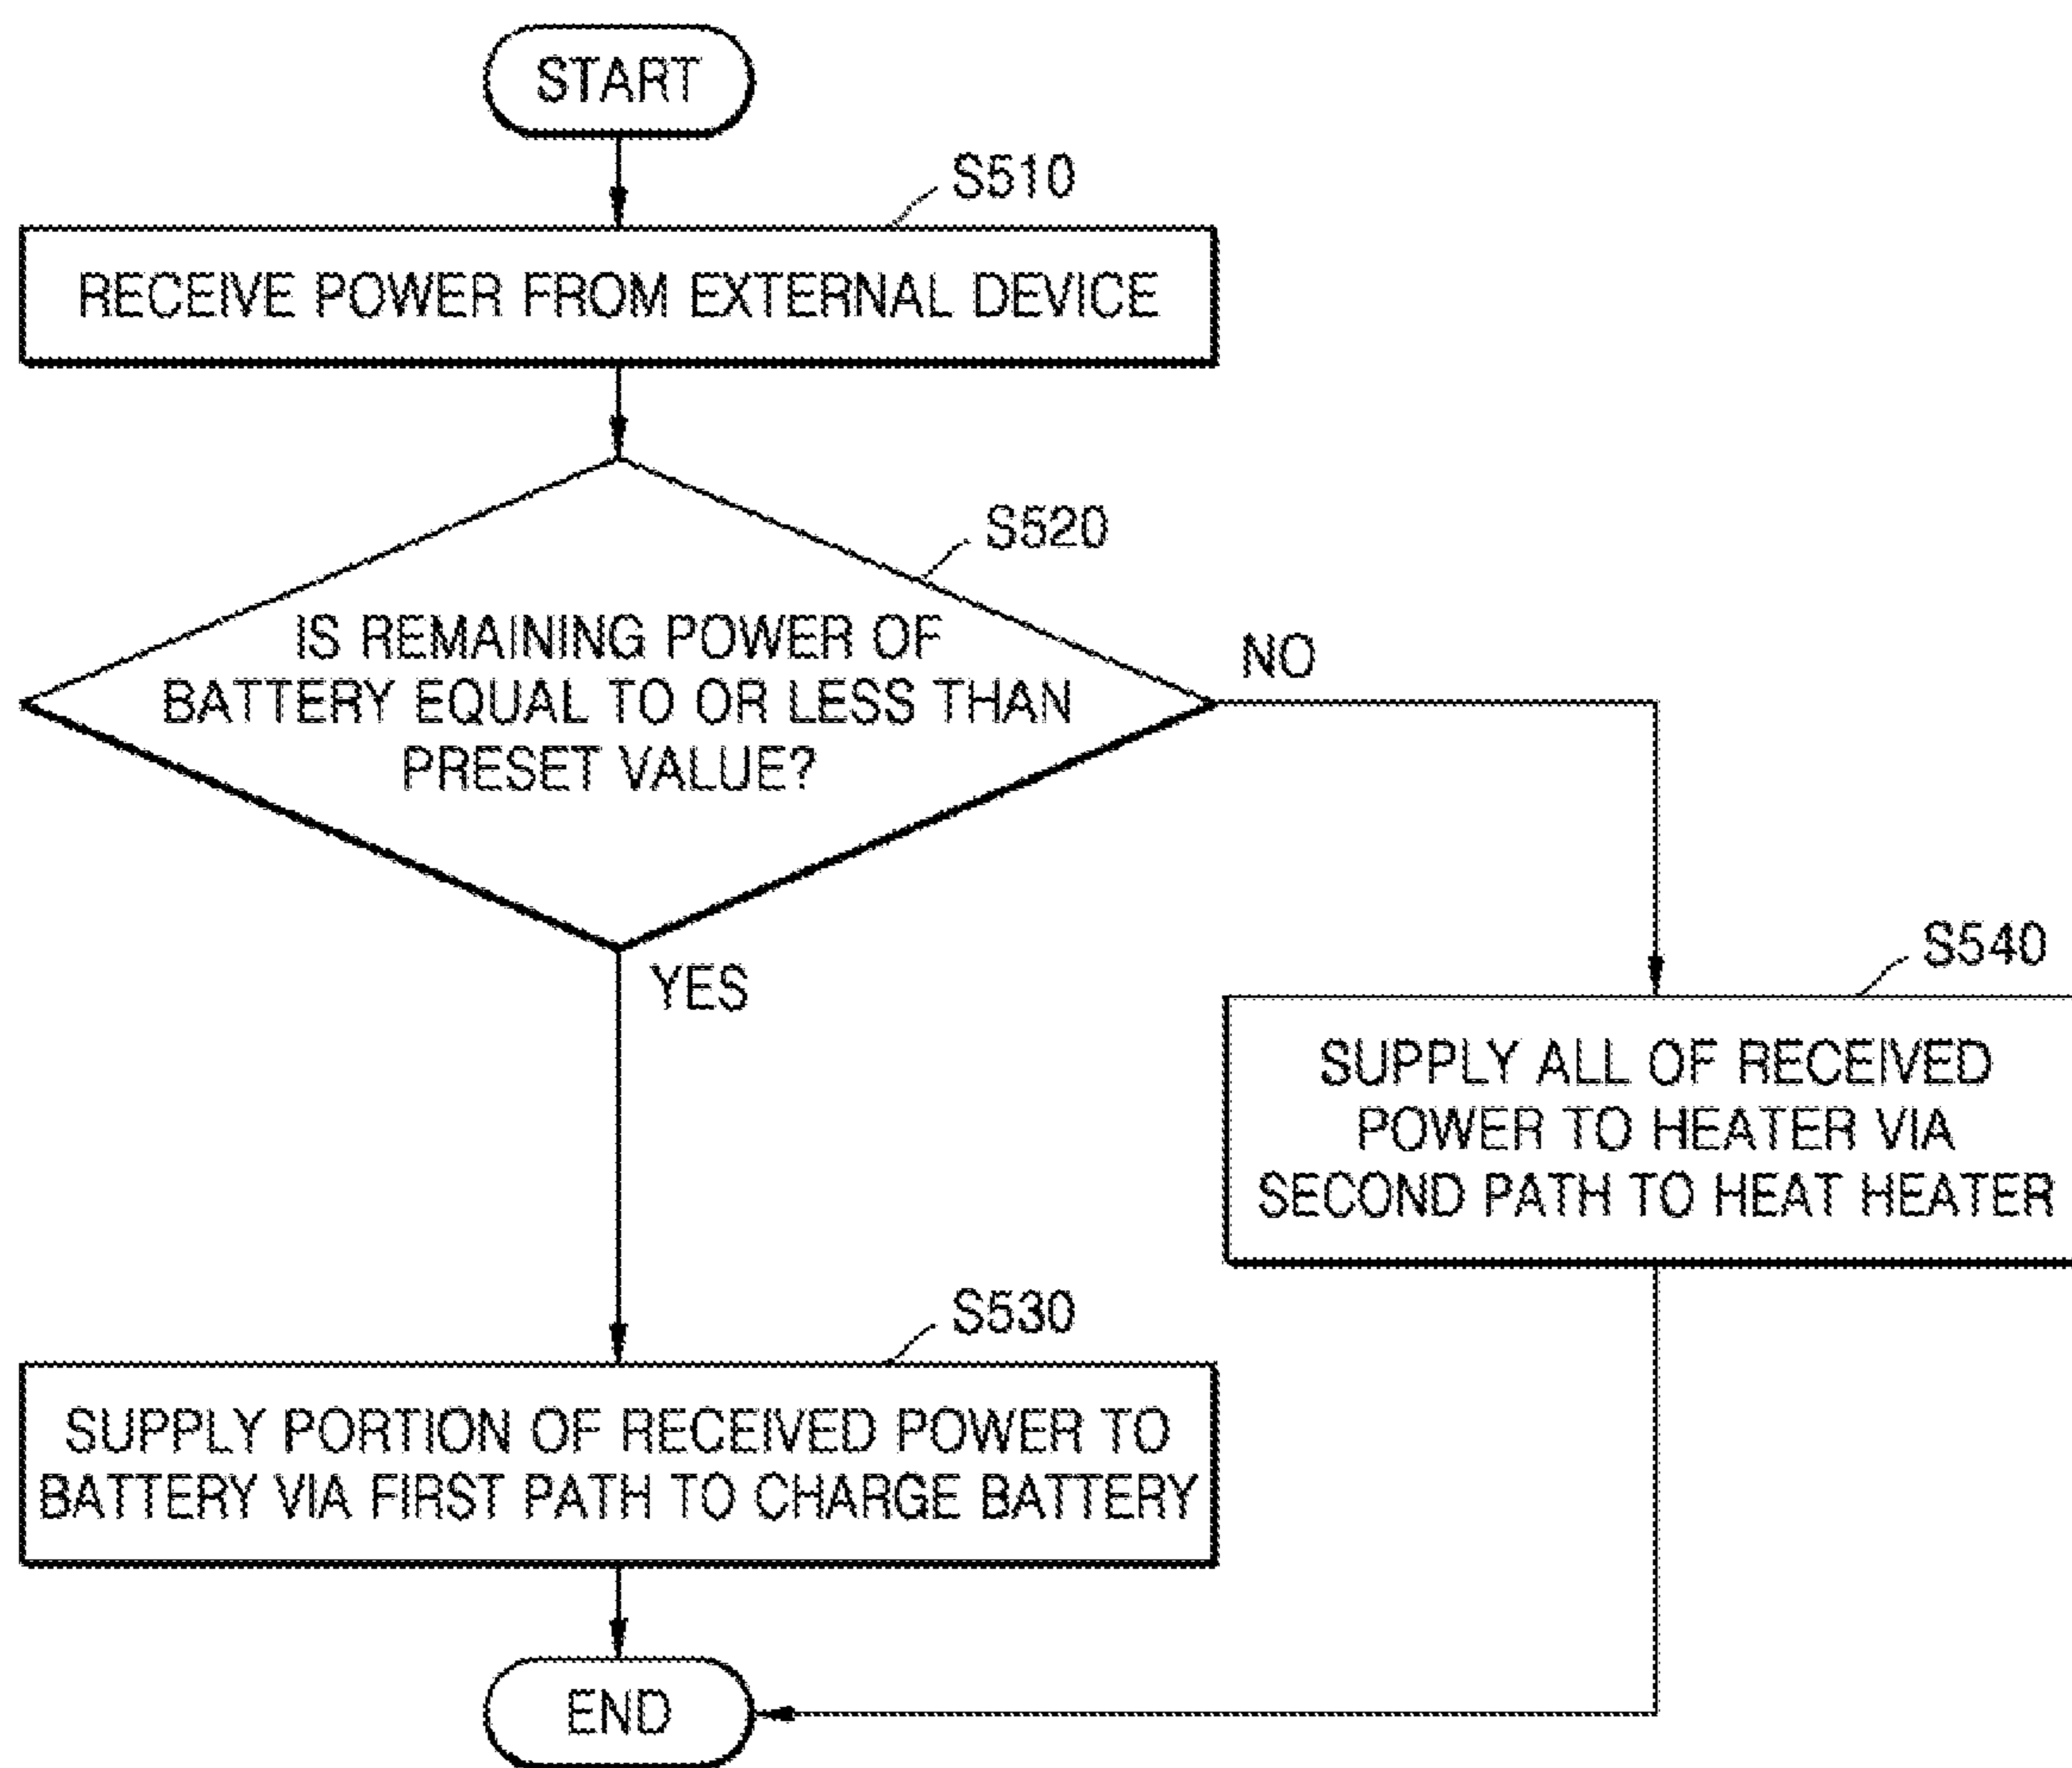 START
S510
RECEIVE POWER FROM EXTERNAL DEVICE
S520
IS REMAINING POWER OF
BATTERY EQUAL TO OR LESS THAN
PRESET VALUE?
NO
YES
S540
SUPPLY ALL OF RECEIVED
POWER TO HEATER VIA
SECOND PATH TO HEAT HEATER
S530
SUPPLY PORTION OF RECEIVED POWER TO
BATTERY VIA FIRST PATH TO CHARGE BATTERY
END